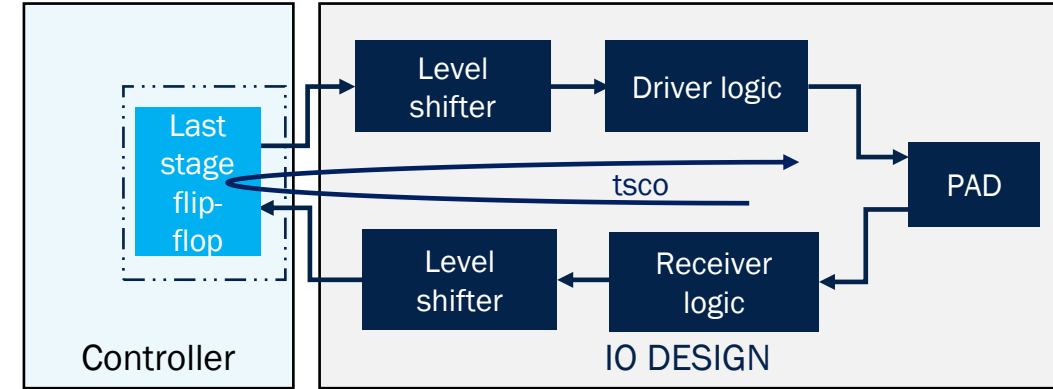 Level
shifter
Driver logic
Last
stage
flip-
flop
tsco
PAD
Level
shifter
Receiver
logic
Controller
IO DESIGN